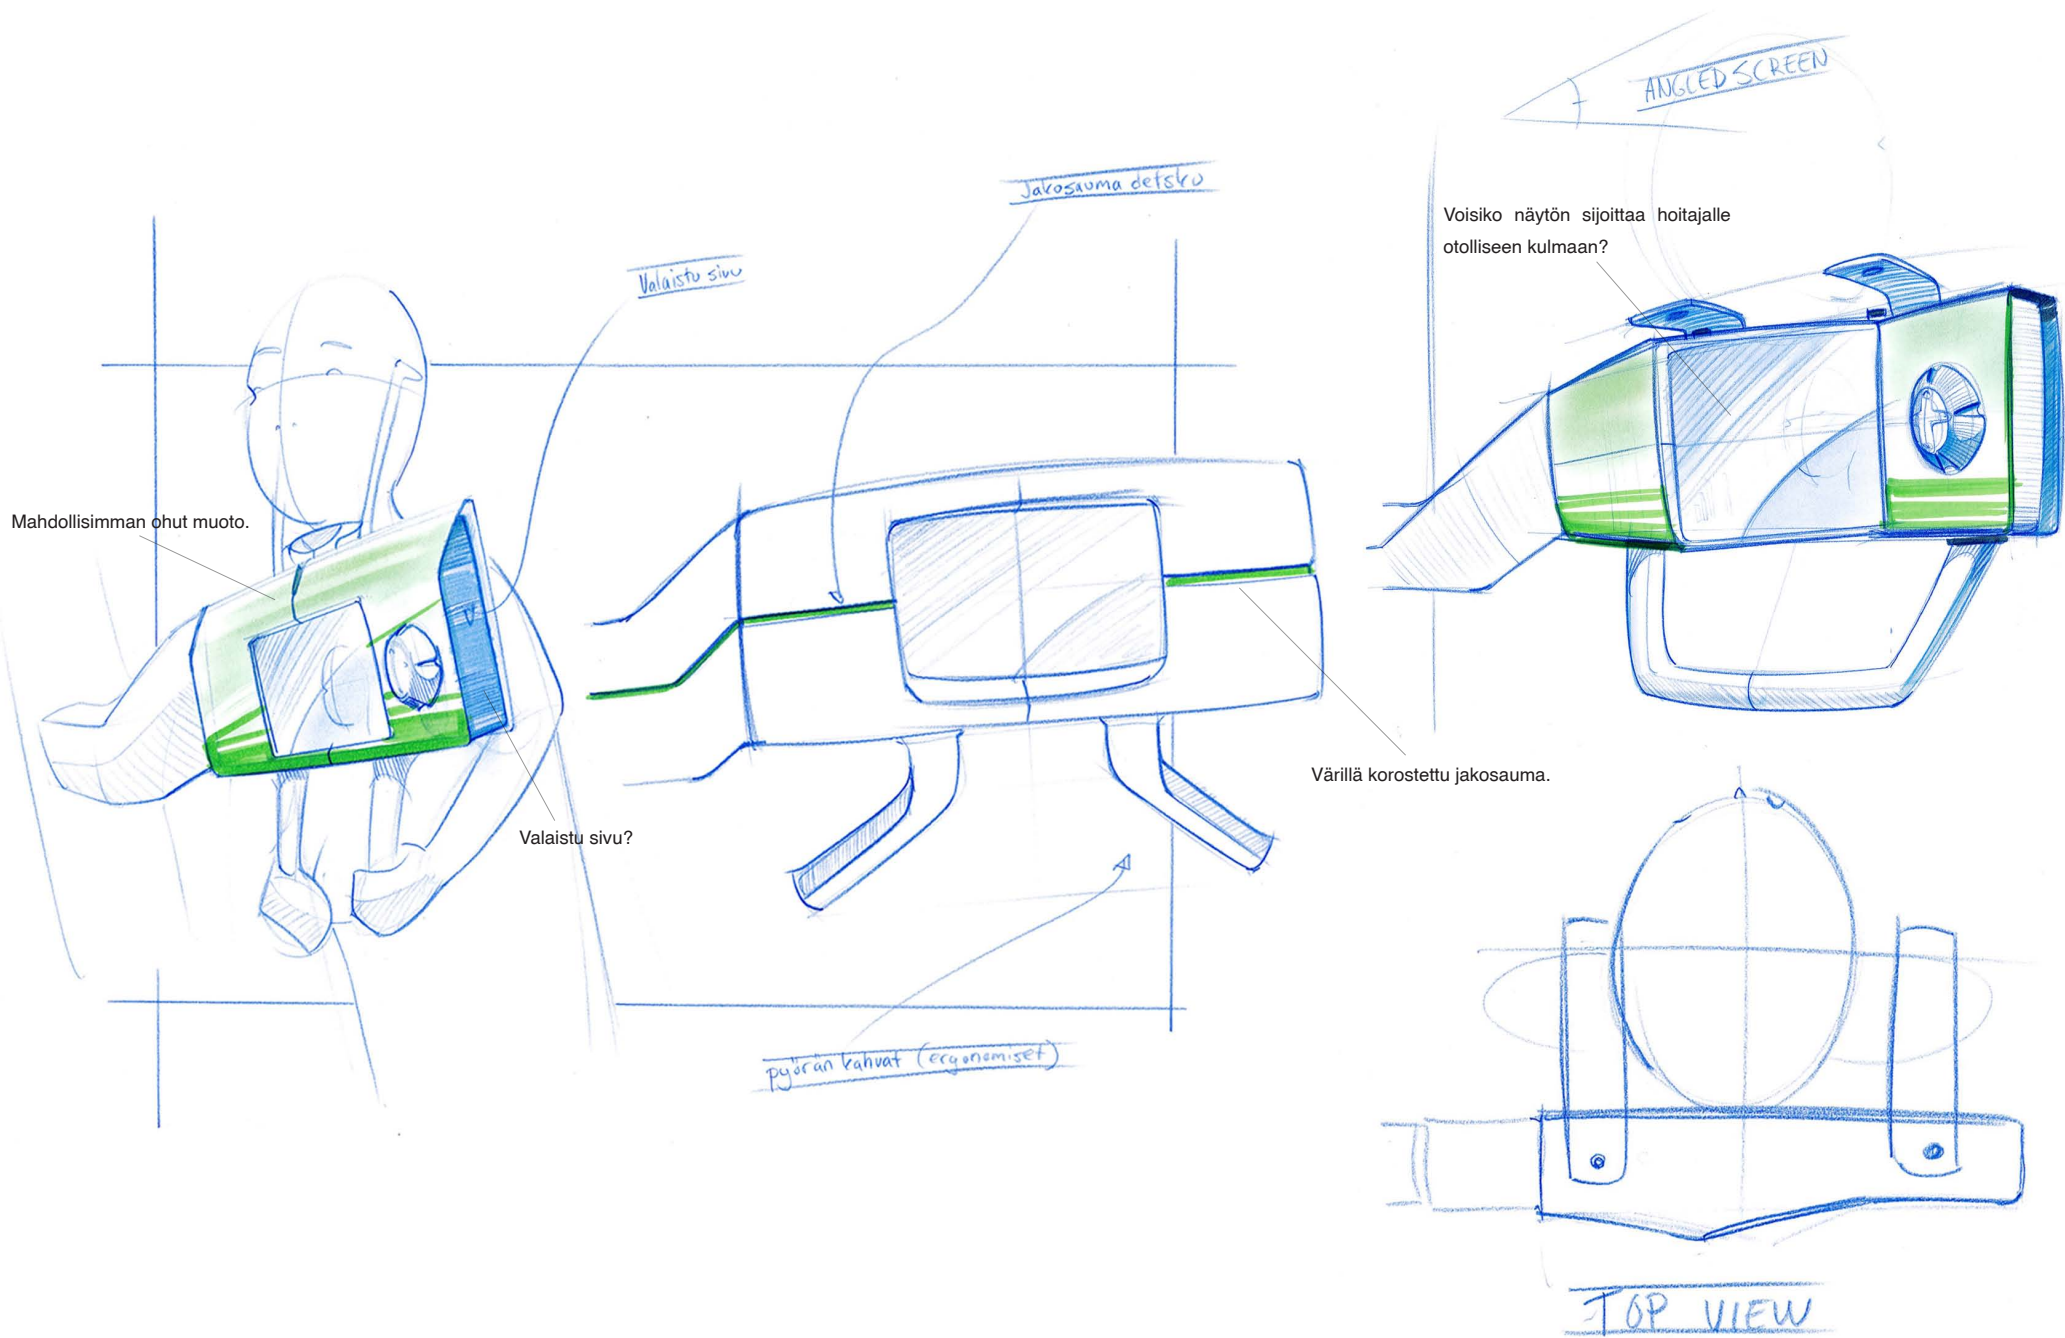 ANGLED SCREEN
Jakosauma detsku
Voisiko näytön sijoittaa hoitajalle
otolliseen kulmaan?
Valaistu sivu
Mahdollisimman ohut muoto.
Värillä korostettu jakosauma.
Valaistu sivu?
pyörän kahvat (ergonomiset)
TOP VIEW